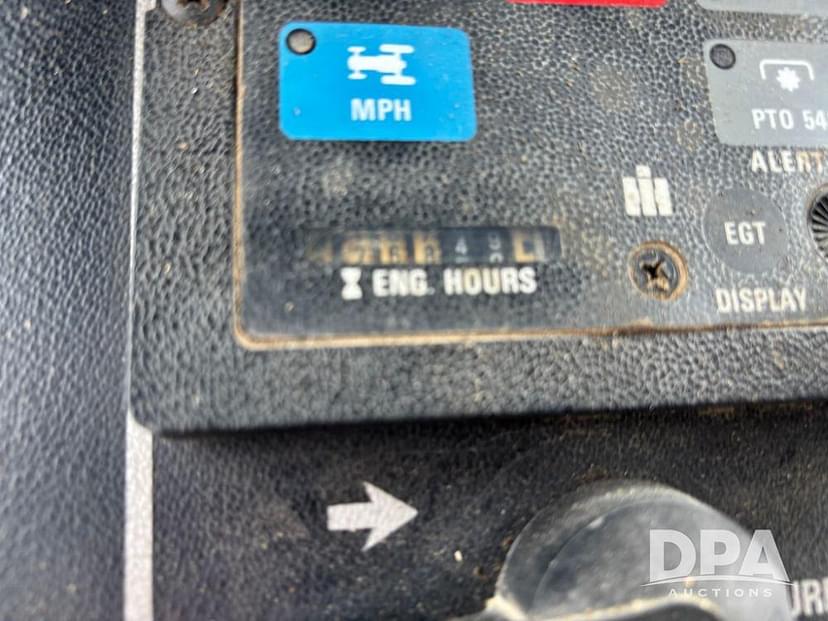 MPH
PTO 54
ALERT
EGT
ENG. HOURS
DISPLAY
DPA
AUCTIONS